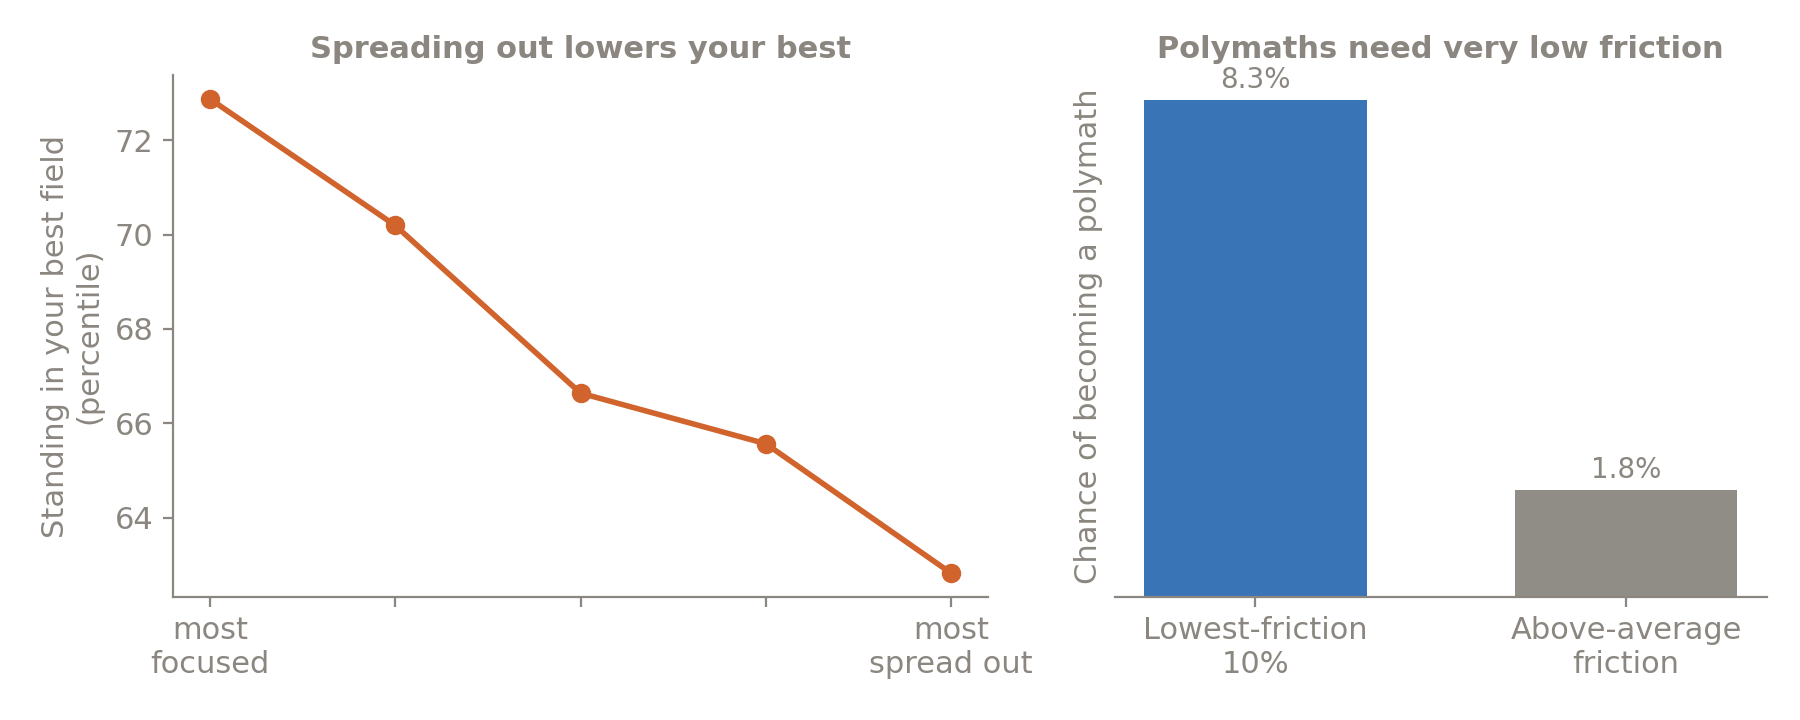 Spreading out lowers your best
Standing in your best field
(percentile)
72
70
68
66
64
most
focused
most
spread out
Polymaths need very low friction
Chance of becoming a polymath
8.3%
1.8%
Lowest-friction
10%
Above-average
friction